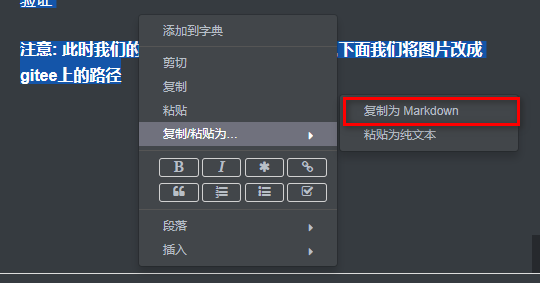 验证
注意: 此时我们的
下面我们将图片改成
gitee上的路径
添加到字典
剪切
复制
粘贴
复制/粘贴为...
复制为 Markdown
粘贴为纯文本
B I
段落
插入